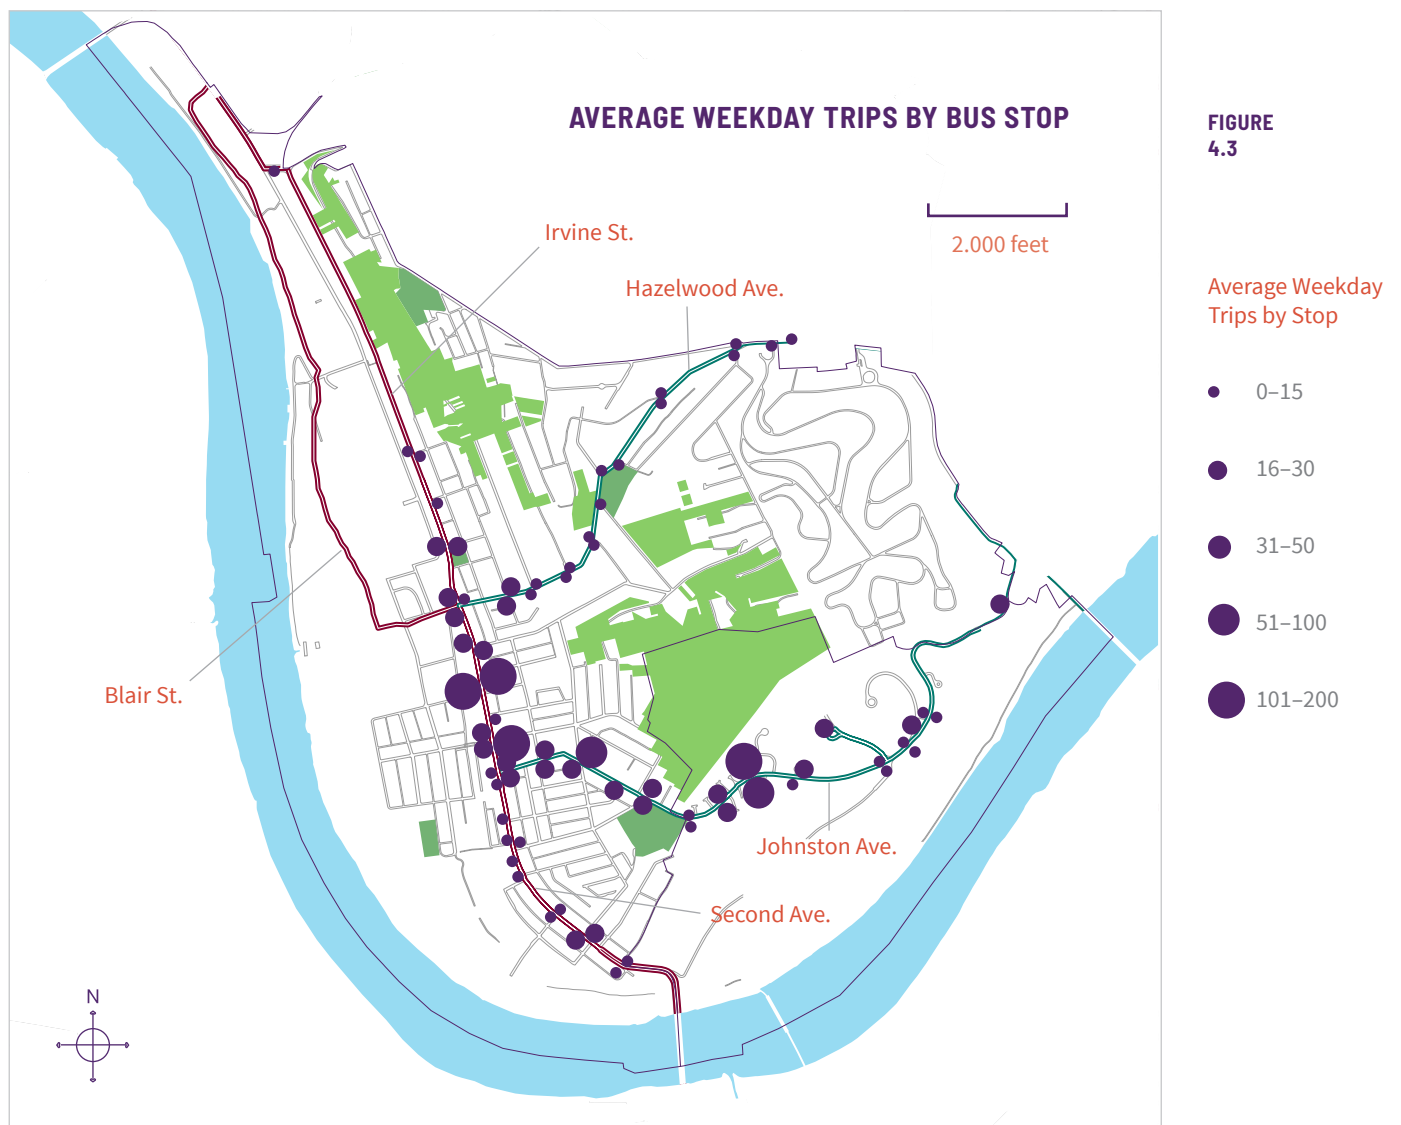 AVERAGE WEEKDAY TRIPS BY BUS STOP
FIGURE
4.3
2.000 feet
Irvine St.
Hazelwood Ave.
Average Weekday
Trips by Stop
0–15
16–30
31–50
51–100
101–200
Blair St.
Johnston Ave.
Second Ave.
N